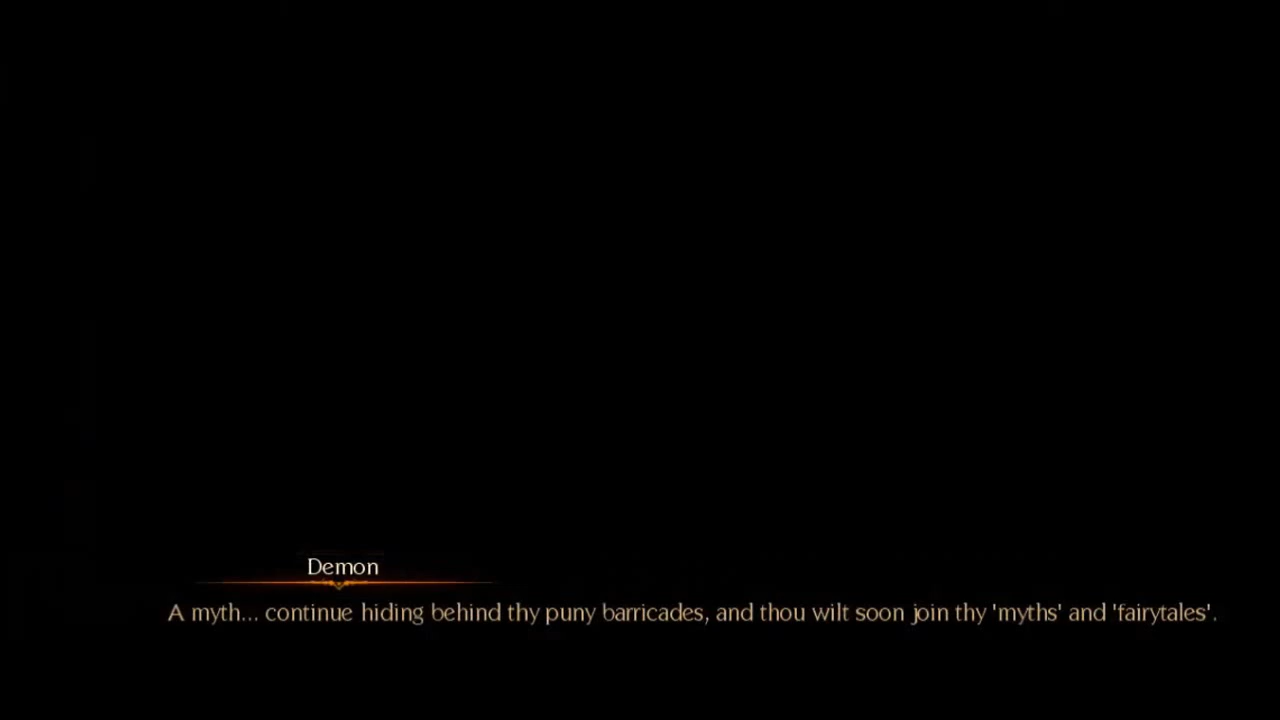 Demon
A myth... continue hiding behind thy puny barricades, and thou wilt soon join thy 'myths' and 'fairytales'.